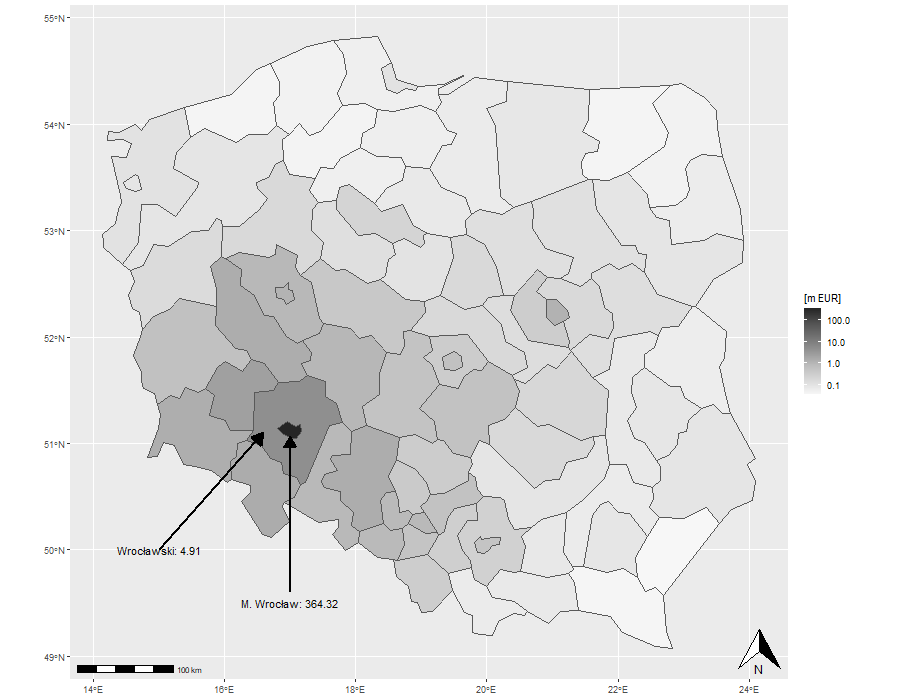 55°N
54°N
53°N
52°N
51°N
50°N
49°N
[m EUR]
100.0
10.0
1.0
0.1
Wrocławski: 4.91
M. Wrocław: 364.32
100 km
N
14°E
16°E
18°E
20°E
22°E
24°E